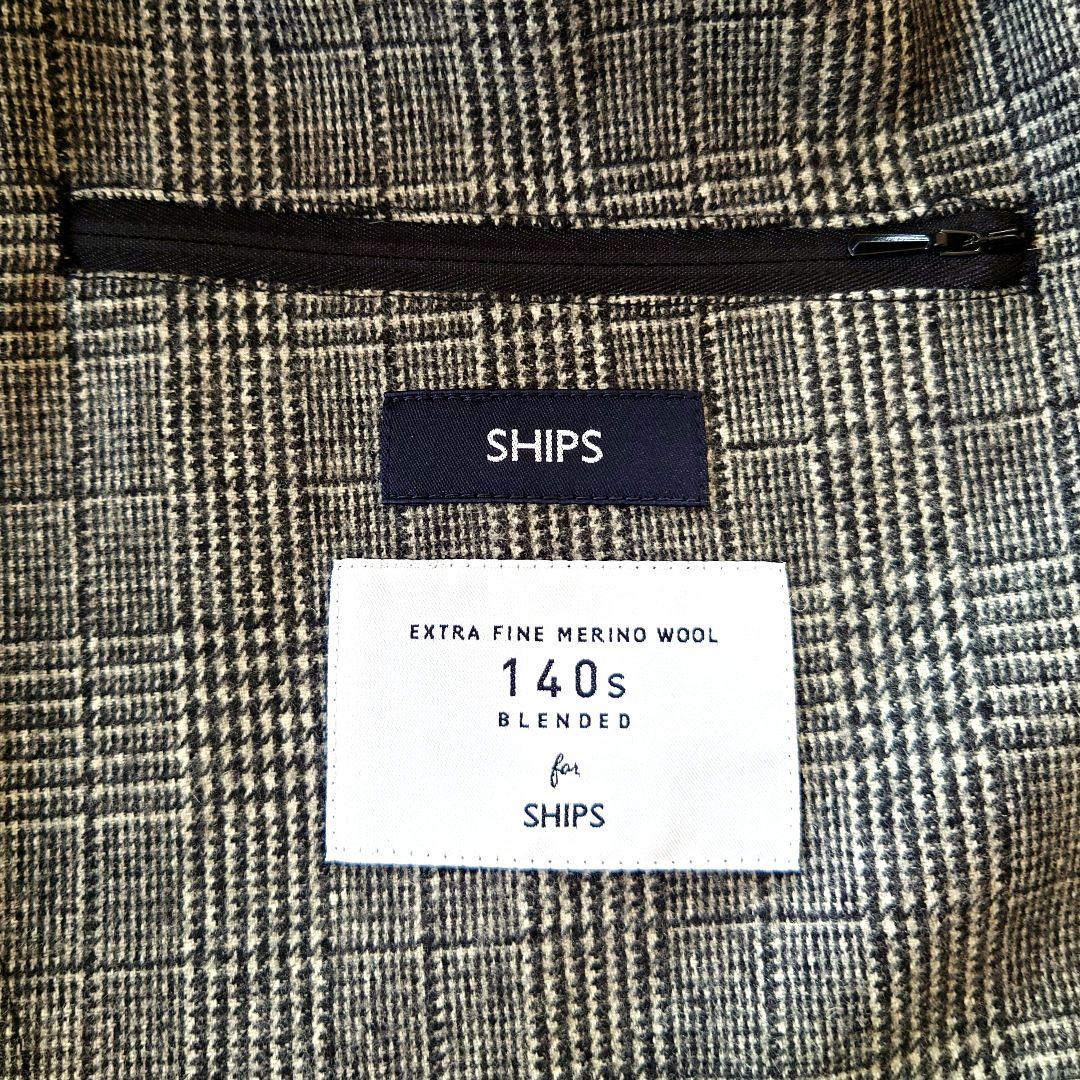 SHIPS
EXTRA FINE MERINO WOOL
140s
BLENDED
for
SHIPS